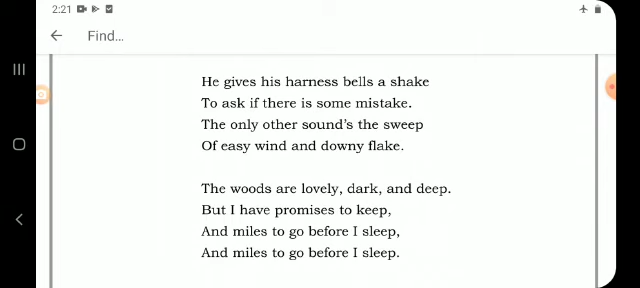 2:21
Find...
He gives his harness bells a shake
To ask if there is some mistake.
The only other sound's the sweep
Of easy wind and downy flake.
The woods are lovely, dark, and deep.
But I have promises to keep,
And miles to go before I sleep,
And miles to go before I sleep.